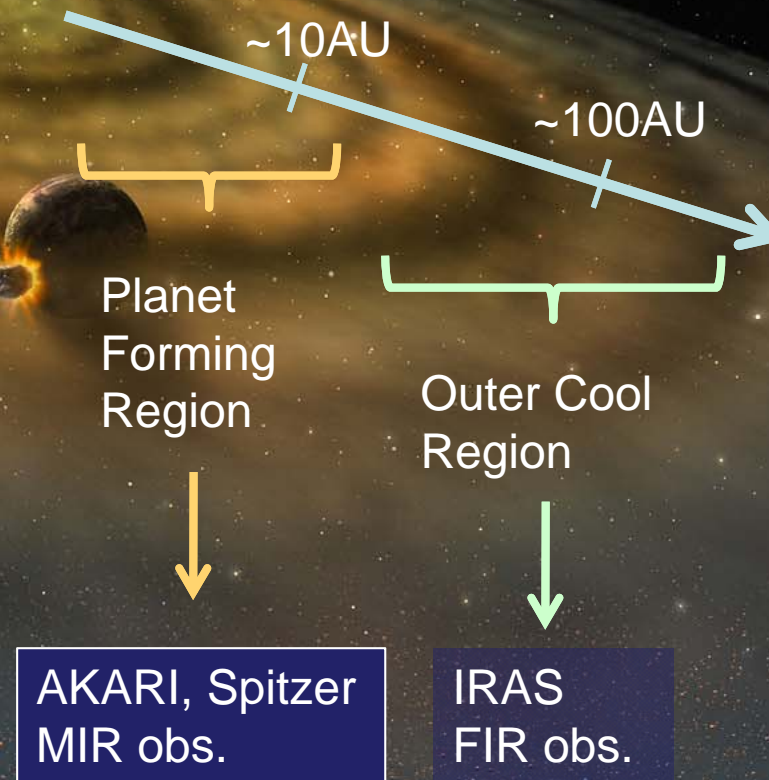 ~10AU
~100AU
Planet
Forming
Region
Outer Cool
Region
AKARI, Spitzer
MIR obs.
IRAS
FIR obs.